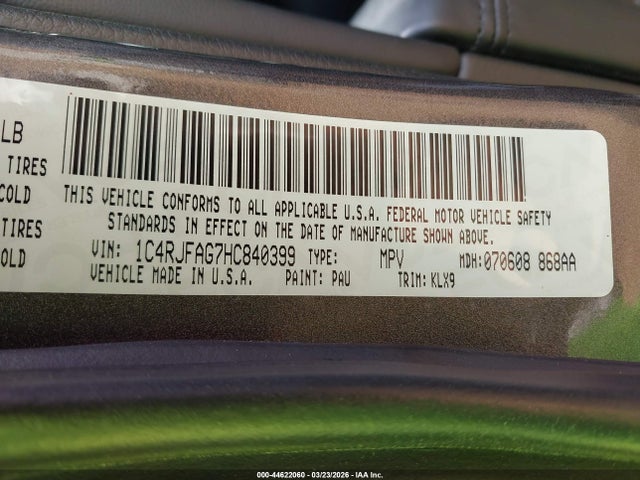 LB
TIRES
COLD
TIRES
COLD
THIS VEHICLE CONFORMS TO ALL APPLICABLE U.S.A. FEDERAL MOTOR VEHICLE SAFETY
STANDARDS IN EFFECT ON THE DATE OF MANUFACTURE SHOWN ABOVE.
VIN: 1C4RJFAG7HC840399 TYPE: MPV MDH: 070608 868AA
VEHICLE MADE IN U.S.A. PAINT: PAU TRIM: KLX9
000-44622060 - 03/23/2026 - IAA Inc.